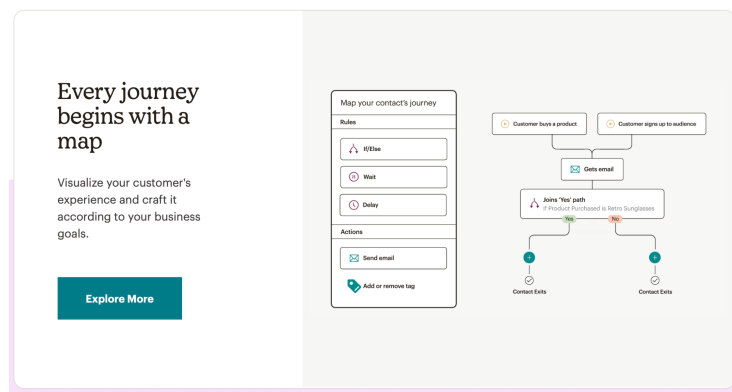 Every journey
begins with a
map
Visualize your customer's
experience and craft it
according to your business
goals.
Explore More
Map your contact's journey
Rules
If/Else
Wait
Delay
Actions
Send email
Add or remove tag
Customer buys a product
Customer signs up to audience
Gets email
Joins 'Yes' path
If Product Purchased is Retro Sunglasses
Yes
No
Contact Exits
Contact Exits